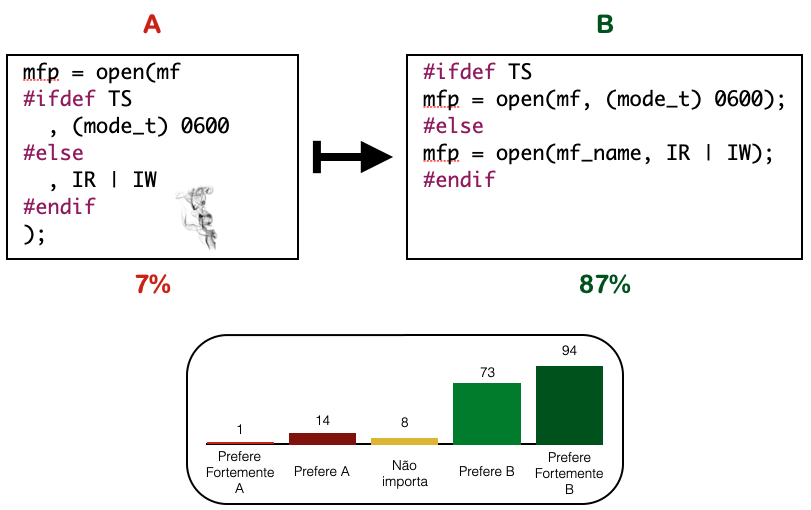 A
mfp = open(mf
#ifdef TS
, (mode_t) 0600
#else
, IR | IW
#endif
);
7%
B
#ifdef TS
mfp = open(mf, (mode_t) 0600);
#else
mfp = open(mf_name, IR | IW);
#endif
87%
1
14
8
73
94
Prefere
Fortemente
A
Prefere A
Não
importa
Prefere B
Prefere
Fortemente
B